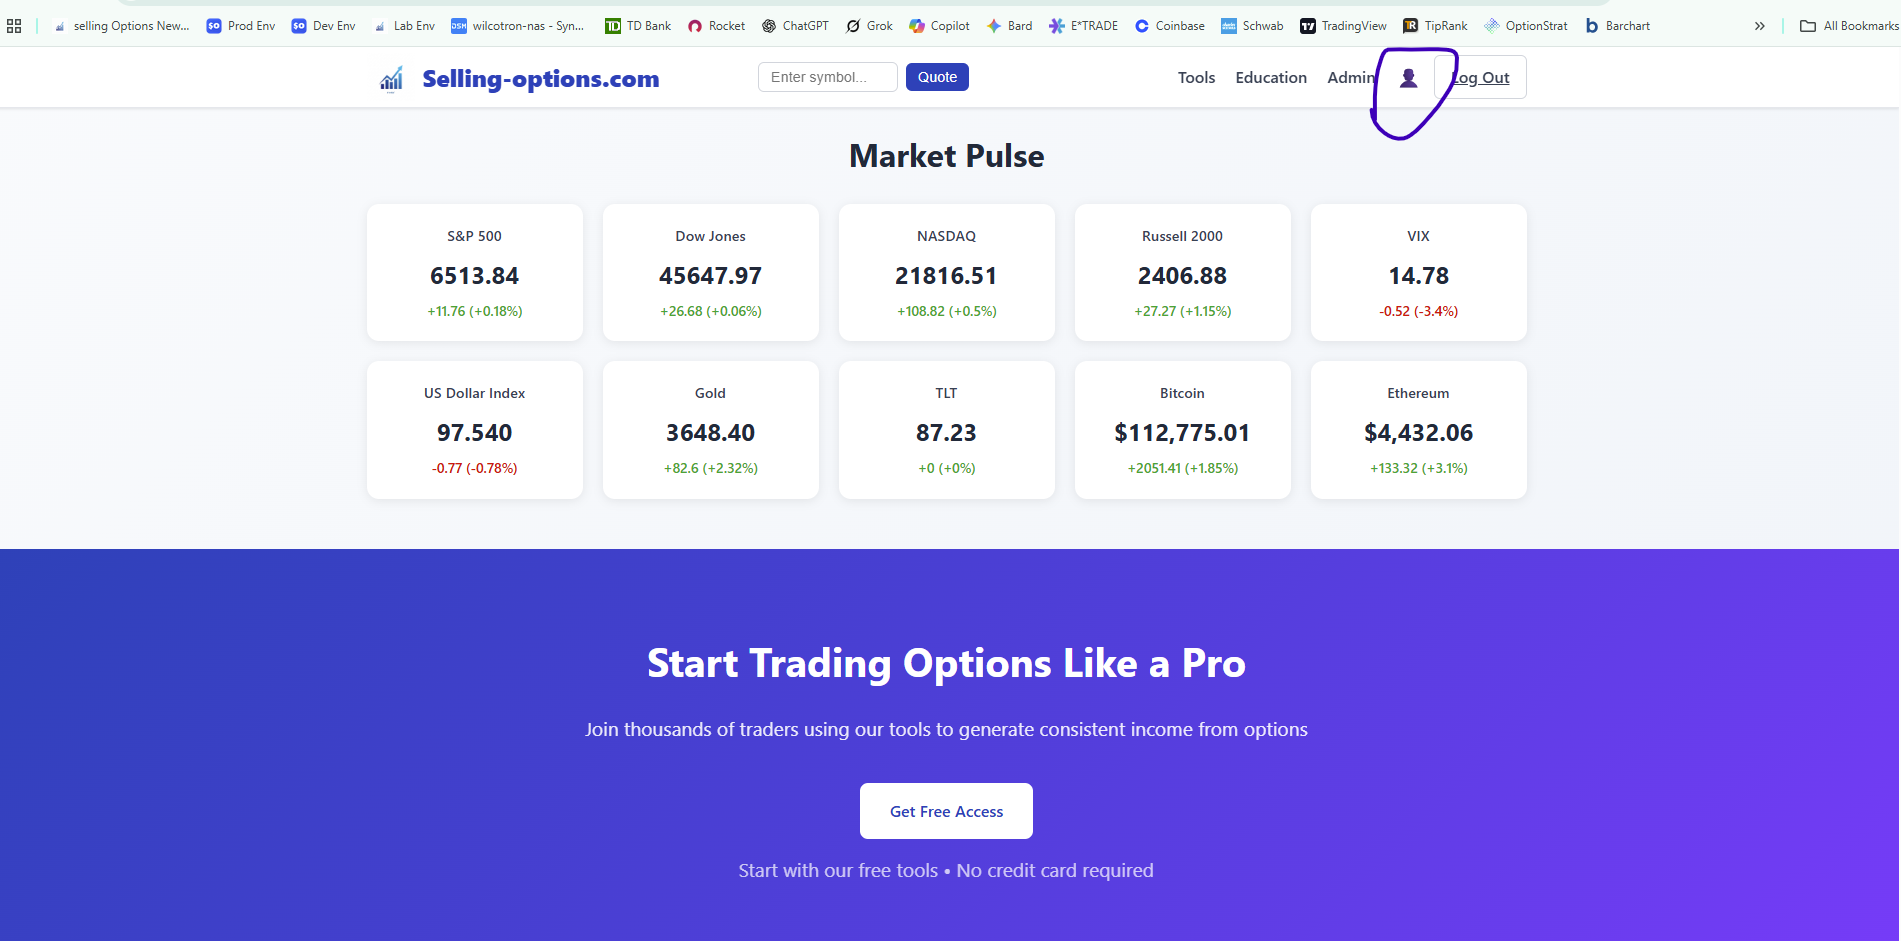 selling Options New...
Prod Env
Dev Env
Lab Env
wilcotron-nas - Syn...
TD Bank
Rocket
ChatGPT
Grok
Copilot
Bard
E*TRADE
Coinbase
Schwab
TradingView
TipRank
OptionStrat
Barchart
All Bookmarks
Selling-options.com
Enter symbol...
Quote
Tools
Education
Admin
Log Out
Market Pulse
S&P 500
6513.84
+11.76 (+0.18%)
Dow Jones
45647.97
+26.68 (+0.06%)
NASDAQ
21816.51
+108.82 (+0.5%)
Russell 2000
2406.88
+27.27 (+1.15%)
VIX
14.78
-0.52 (-3.4%)
US Dollar Index
97.540
-0.77 (-0.78%)
Gold
3648.40
+82.6 (+2.32%)
TLT
87.23
+0 (+0%)
Bitcoin
$112,775.01
+2051.41 (+1.85%)
Ethereum
$4,432.06
+133.32 (+3.1%)
Start Trading Options Like a Pro
Join thousands of traders using our tools to generate consistent income from options
Get Free Access
Start with our free tools • No credit card required